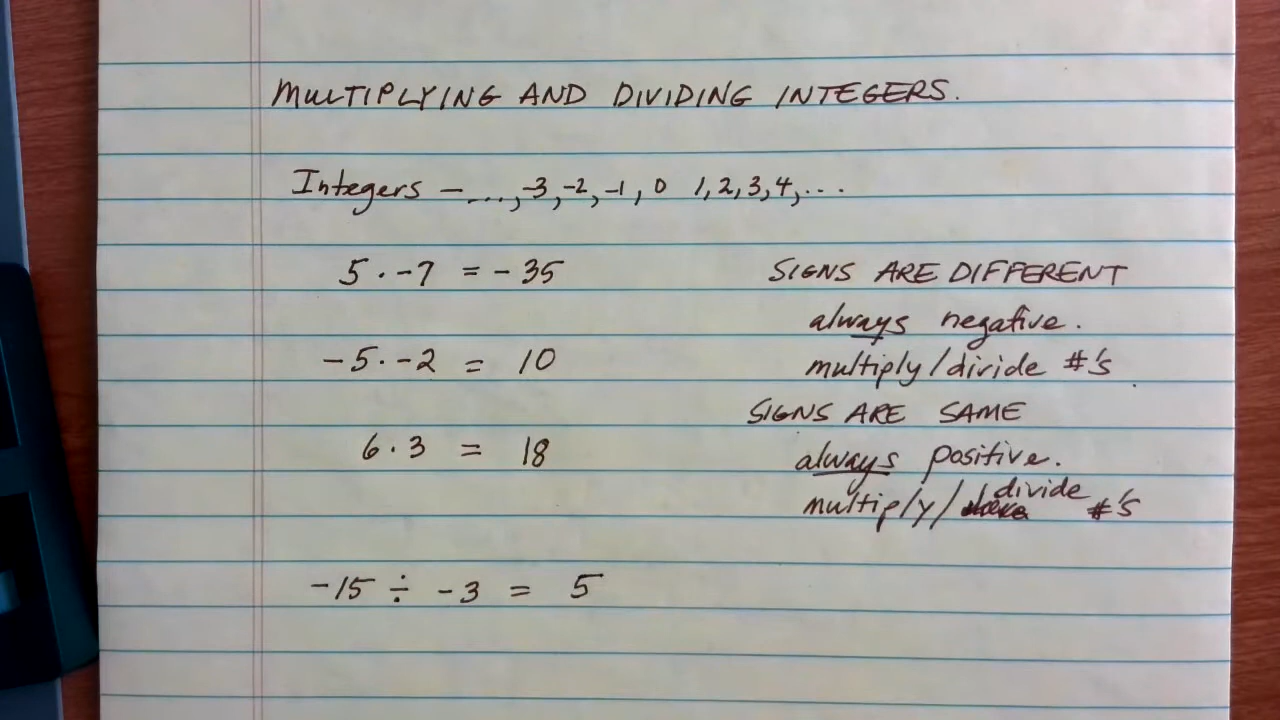 MULTIPLYING AND DIVIDING INTEGERS.
Integers – ..., -3, -2, -1, 0 1, 2, 3, 4, ...
5 · -7 = -35
SIGNS ARE DIFFERENT
always negative.
-5 · -2 = 10
multiply/divide #'s
SIGNS ARE SAME
6 · 3 = 18
always positive.
multiply/divide #'s
-15 ÷ -3 = 5